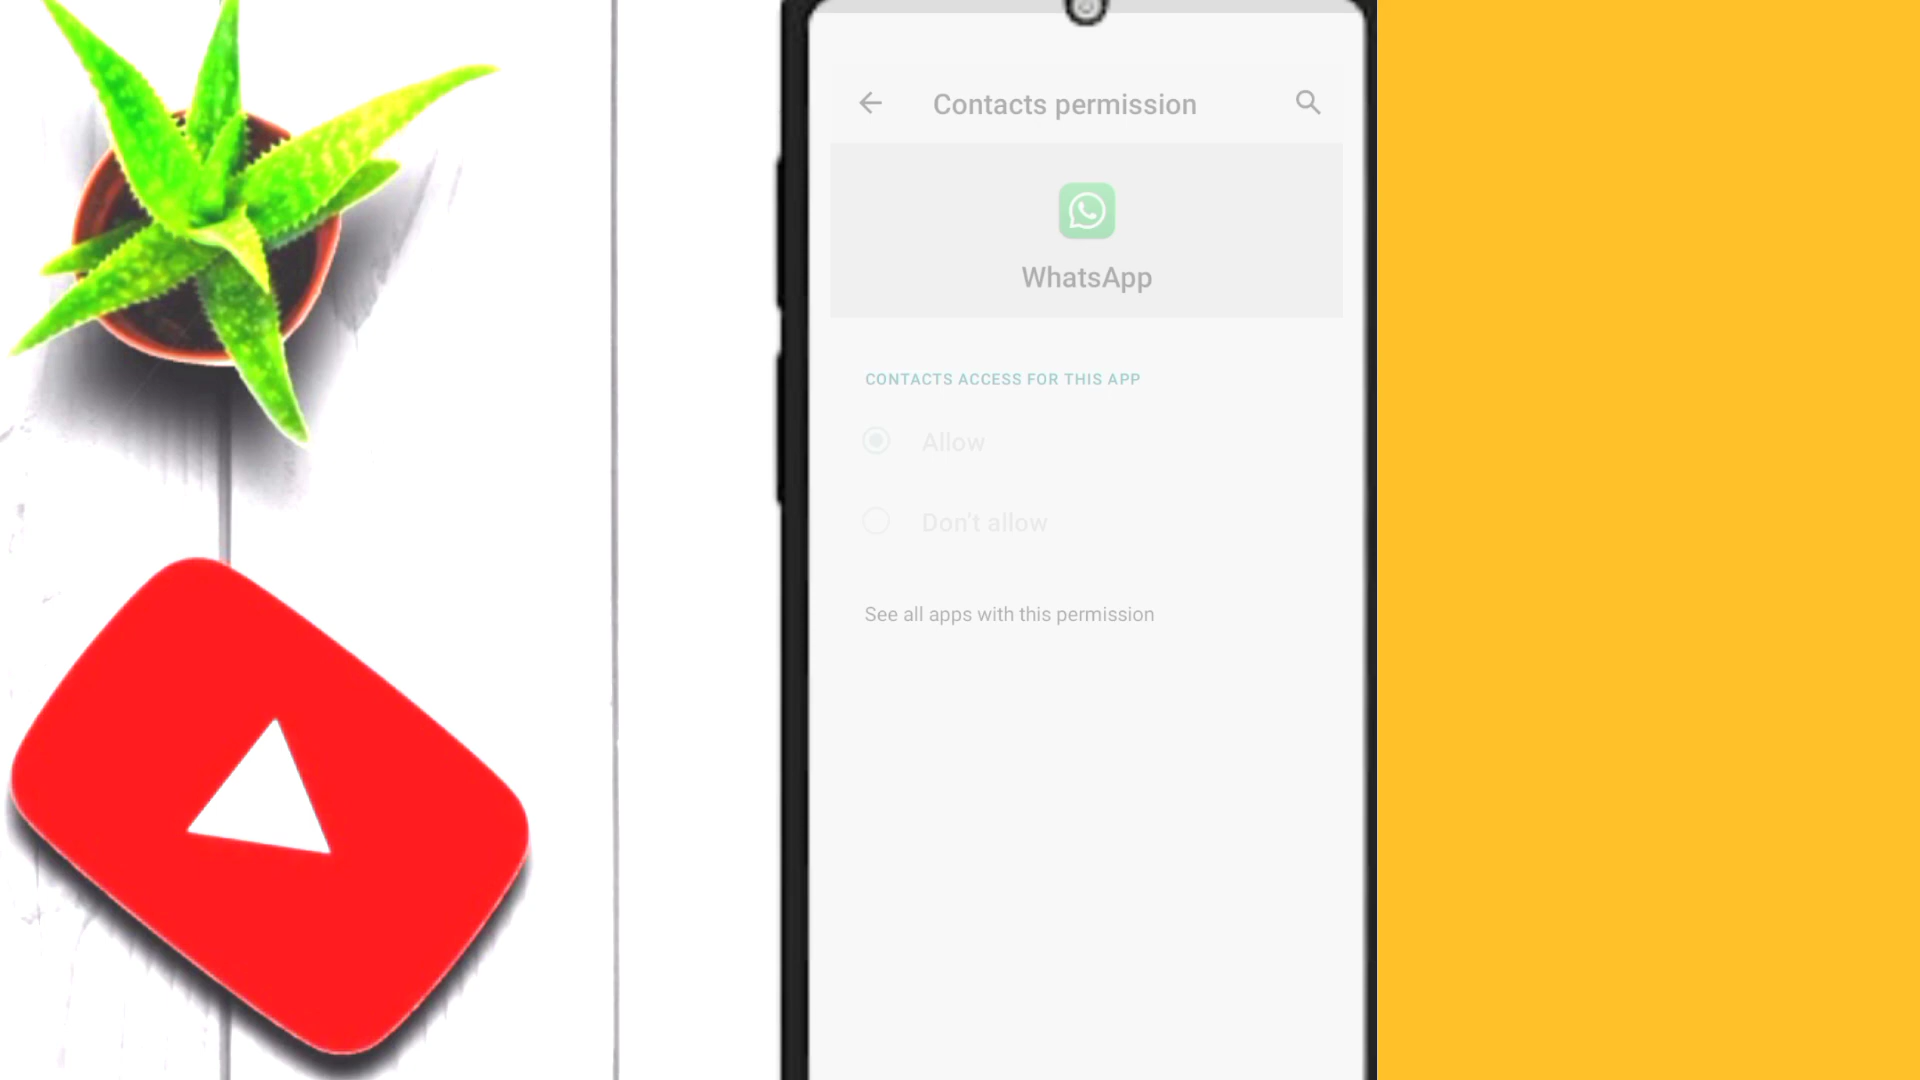 Contacts permission
WhatsApp
CONTACTS ACCESS FOR THIS APP
Allow
Don't allow
See all apps with this permission